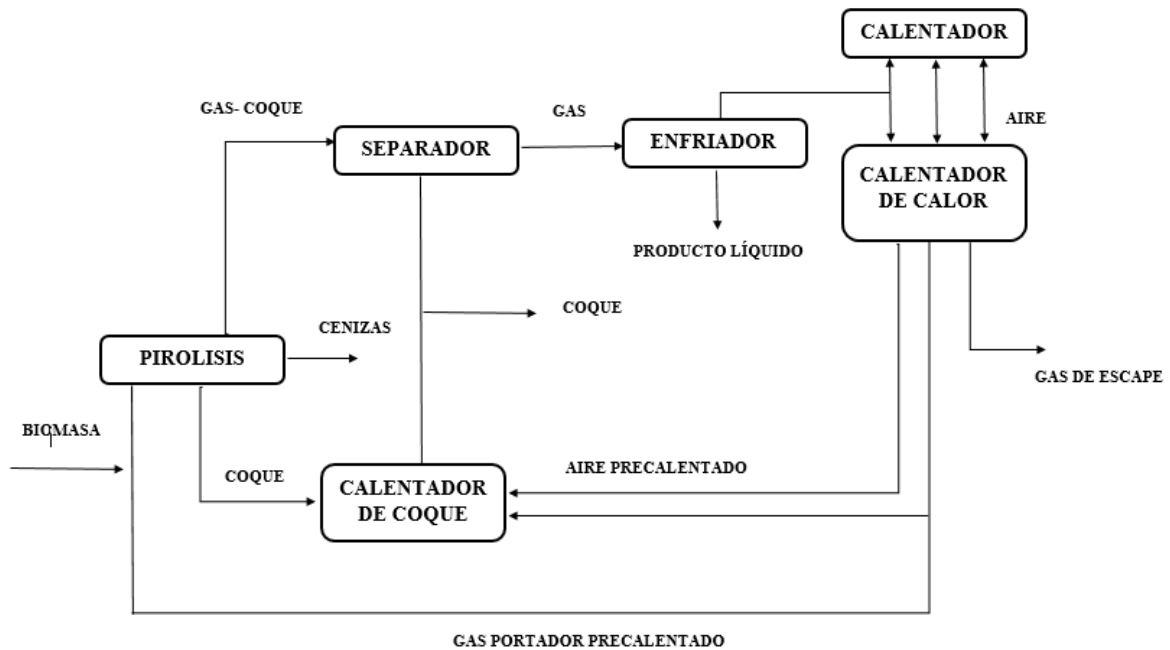 CALENTADOR
GAS- COQUE
GAS
AIRE
SEPARADOR
ENFRIADOR
CALENTADOR
DE CALOR
PRODUCTO LÍQUIDO
COQUE
CENIZAS
PIROLISIS
GAS DE ESCAPE
BIOMASA
AIRE PRECALENTADO
COQUE
CALENTADOR
DE COQUE
GAS PORTADOR PRECALENTADO